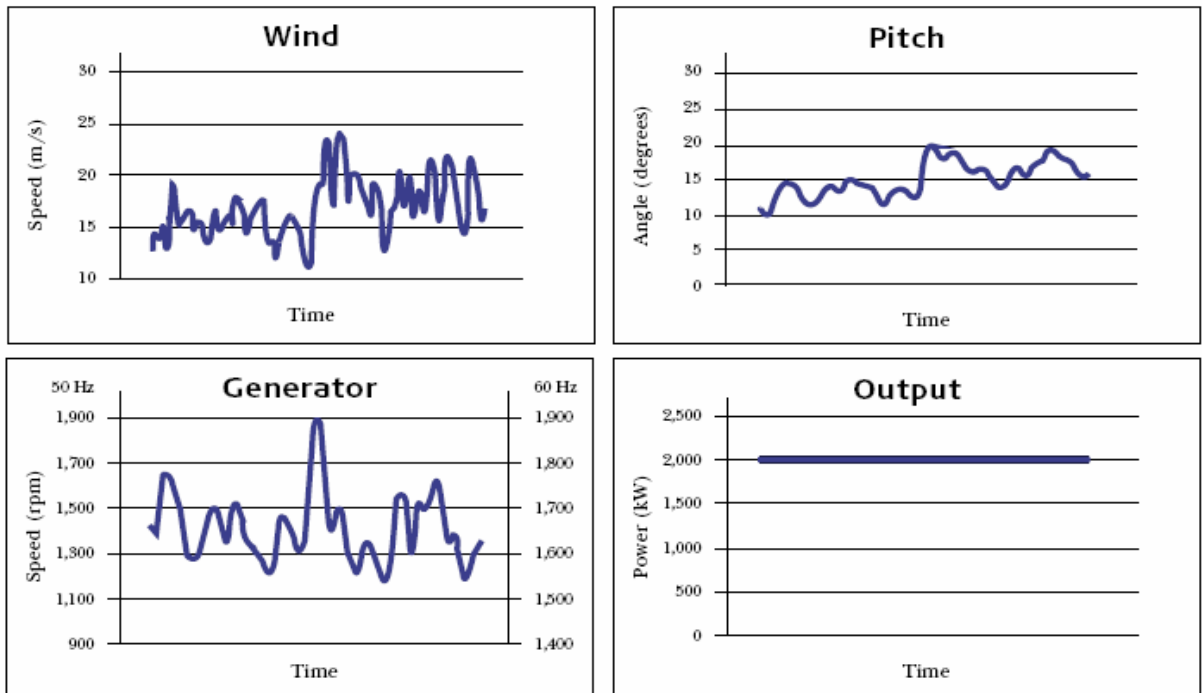 Wind
Speed (m/s)
30
25
20
15
10
Time
Pitch
Angle (degrees)
30
25
20
15
10
5
0
Time
Generator
50 Hz
60 Hz
Speed (rpm)
1,900
1,700
1,500
1,300
1,100
900
1,900
1,800
1,700
1,600
1,500
1,400
Time
Output
Power (kW)
2,500
2,000
1,500
1,000
500
0
Time